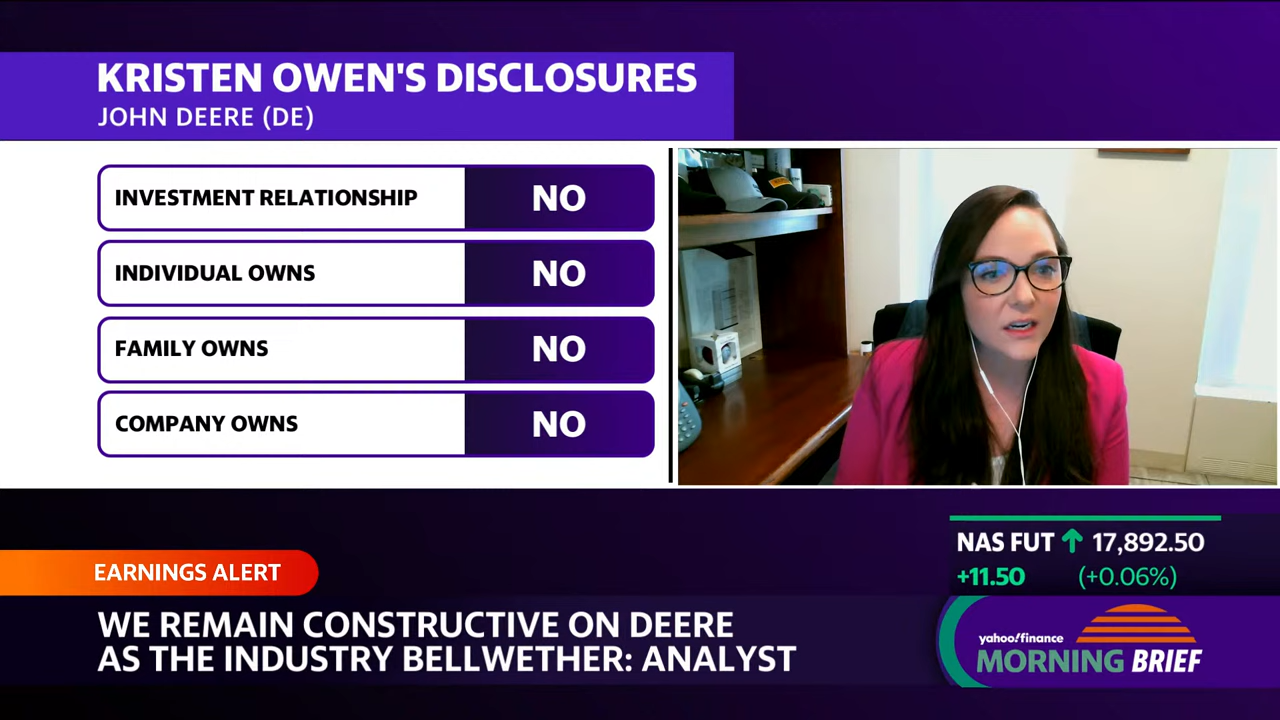 KRISTEN OWEN'S DISCLOSURES
JOHN DEERE (DE)
INVESTMENT RELATIONSHIP NO
INDIVIDUAL OWNS NO
FAMILY OWNS NO
COMPANY OWNS NO
NAS FUT 17,892.50
+11.50 (+0.06%)
EARNINGS ALERT
WE REMAIN CONSTRUCTIVE ON DEERE
AS THE INDUSTRY BELLWETHER: ANALYST
yahoo!finance
MORNING BRIEF